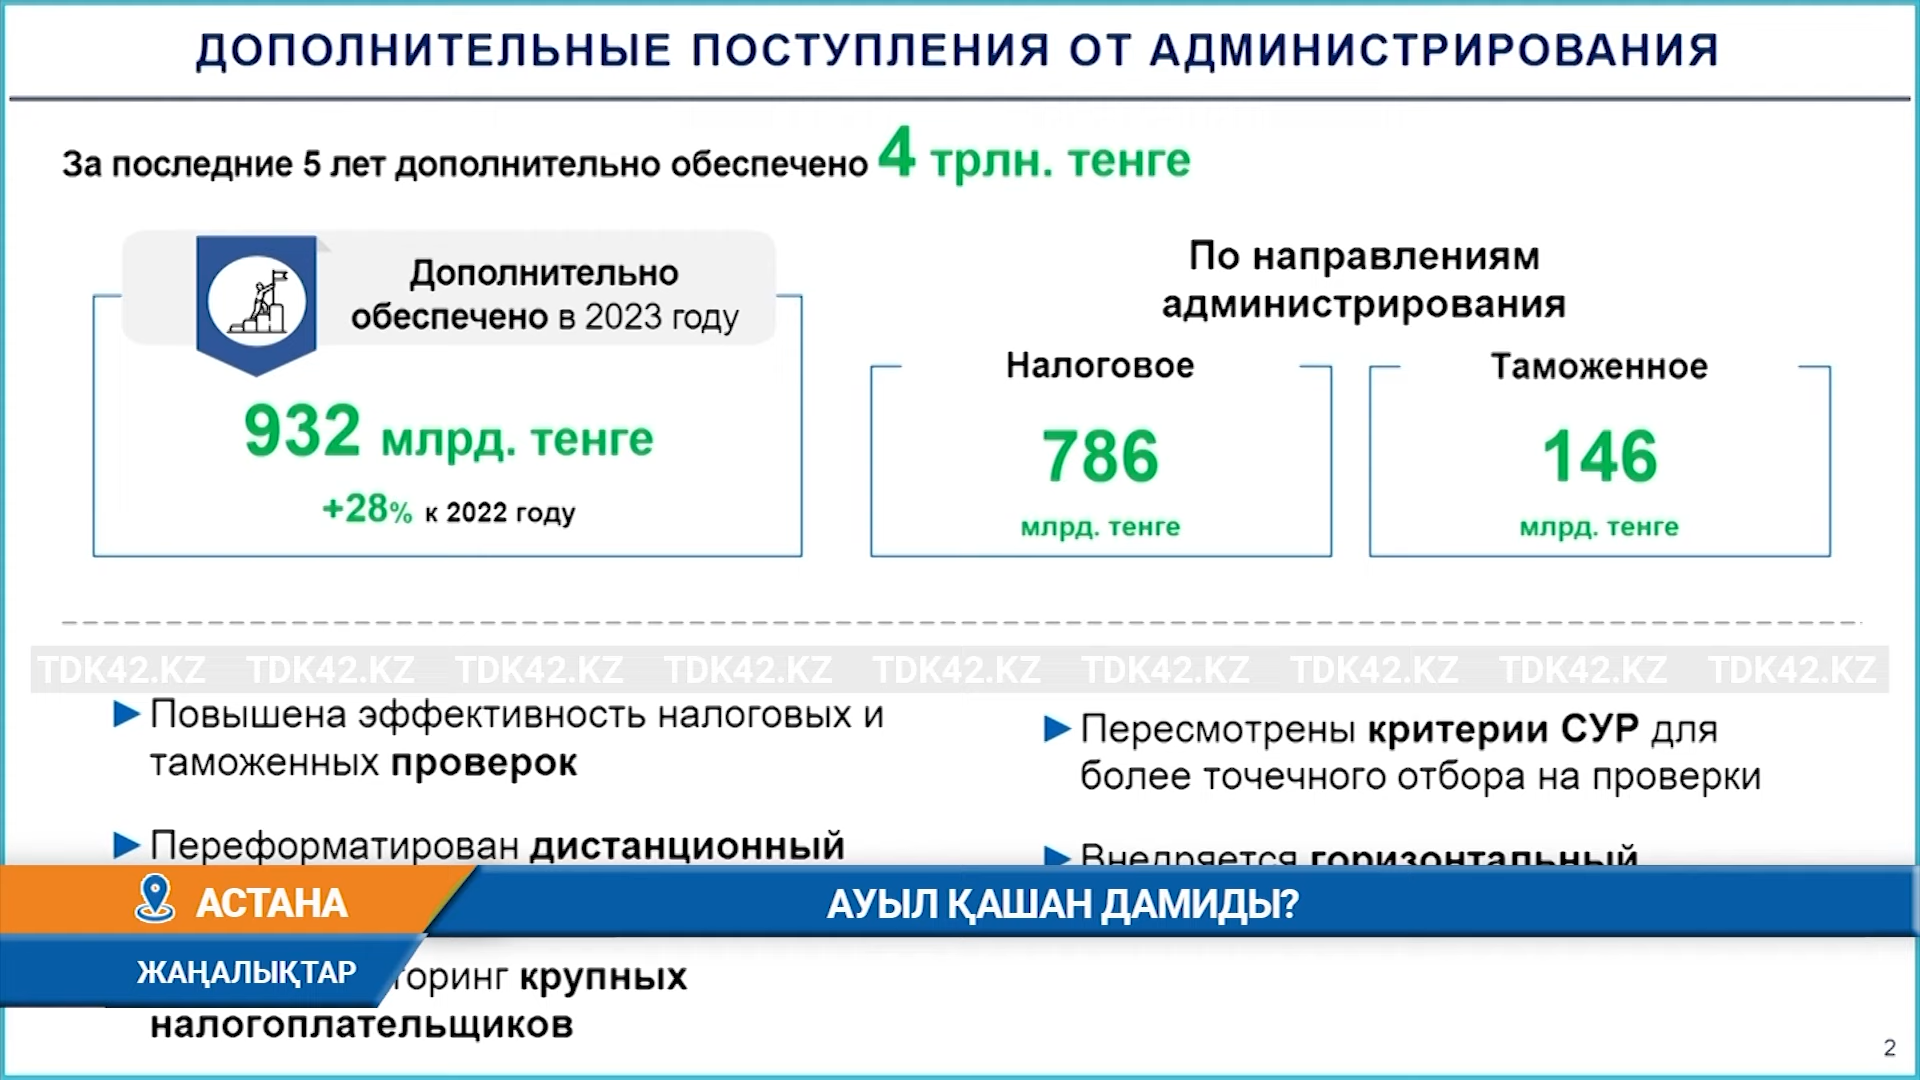 ДОПОЛНИТЕЛЬНЫЕ ПОСТУПЛЕНИЯ ОТ АДМИНИСТРИРОВАНИЯ
За последние 5 лет дополнительно обеспечено 4 трлн. тенге
Дополнительно
обеспечено в 2023 году
932 млрд. тенге
+28% к 2022 году
По направлениям
администрирования
Налоговое
786
млрд. тенге
Таможенное
146
млрд. тенге
TDK42.KZ TDK42.KZ TDK42.KZ TDK42.KZ TDK42.KZ TDK42.KZ TDK42.KZ TDK42.KZ TDK42.KZ
Повышена эффективность налоговых и
таможенных проверок
Переформатирован дистанционный
Пересмотрены критерии СУР для
более точечного отбора на проверки
Внедряется горизонтальный
АСТАНА
АУЫЛ ҚАШАН ДАМИДЫ?
ЖАҢАЛЫҚТАР
торинг крупных
налогоплательщиков
2